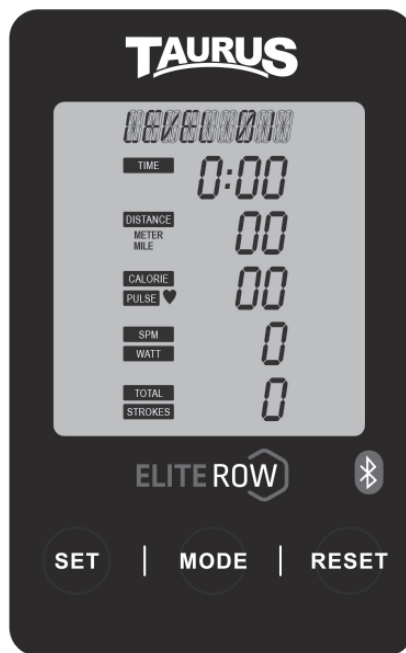 TAURUS
LEVEL 01
TIME 0:00
DISTANCE 00
METER
MILE
CALORIE 00
PULSE
SPM 0
WATT
TOTAL 0
STROKES
ELITE ROW
SET | MODE | RESET